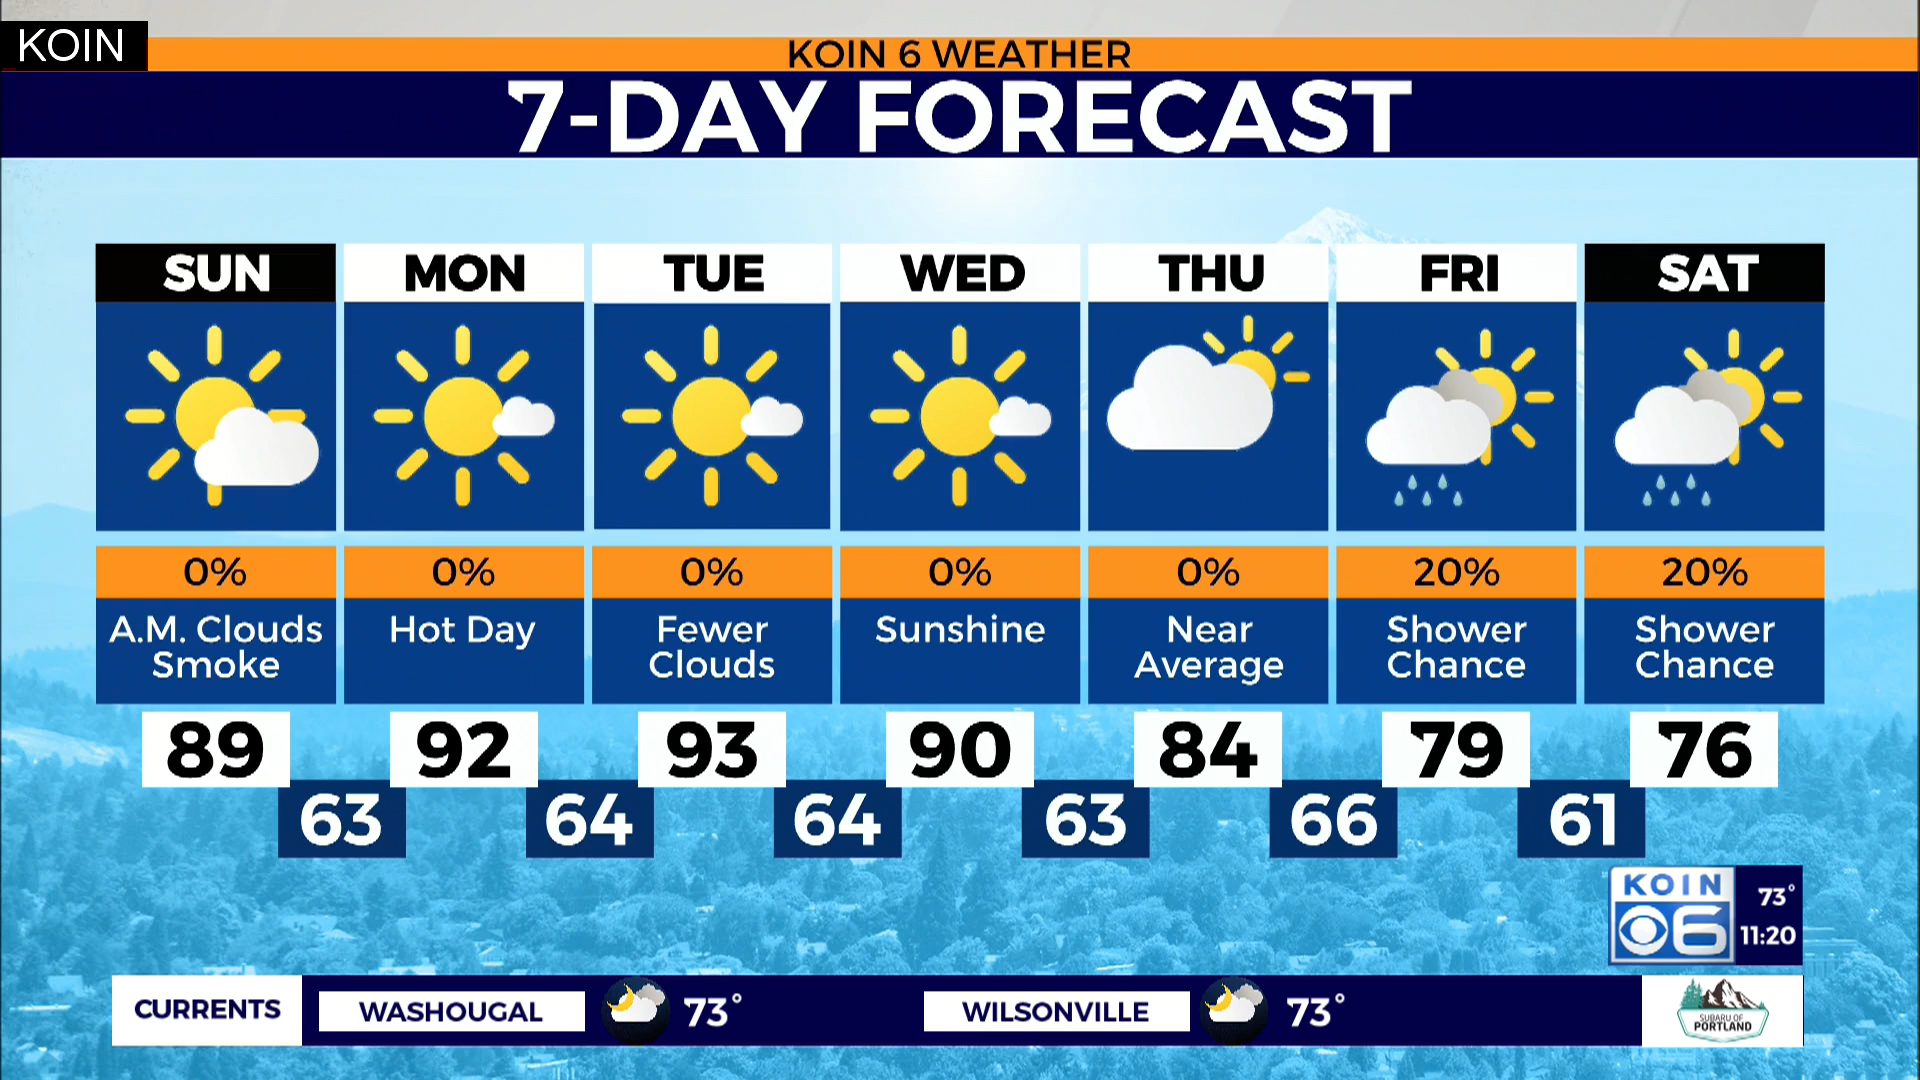 KOIN
KOIN 6 WEATHER
7-DAY FORECAST
SUN MON TUE WED THU FRI SAT
0% 0% 0% 0% 0% 20% 20%
A.M. Clouds Smoke
Hot Day
Fewer Clouds
Sunshine
Near Average
Shower Chance
Shower Chance
89 92 93 90 84 79 76
63 64 64 63 66 61
KOIN 6
73°
11:20
CURRENTS WASHOUGAL 73° WILSONVILLE 73°
SUBARU OF
PORTLAND